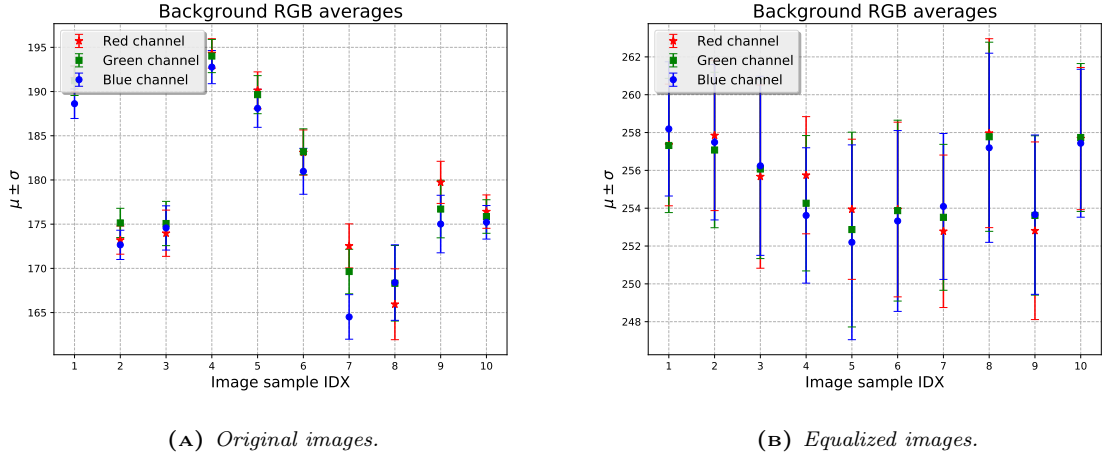 Background RGB averages
195
190
185
180
175
170
165
μ ± σ
Red channel
Green channel
Blue channel
1 2 3 4 5 6 7 8 9 10
Image sample IDX
(A) Original images.
Background RGB averages
262
260
258
256
254
252
250
248
μ ± σ
Red channel
Green channel
Blue channel
1 2 3 4 5 6 7 8 9 10
Image sample IDX
(B) Equalized images.